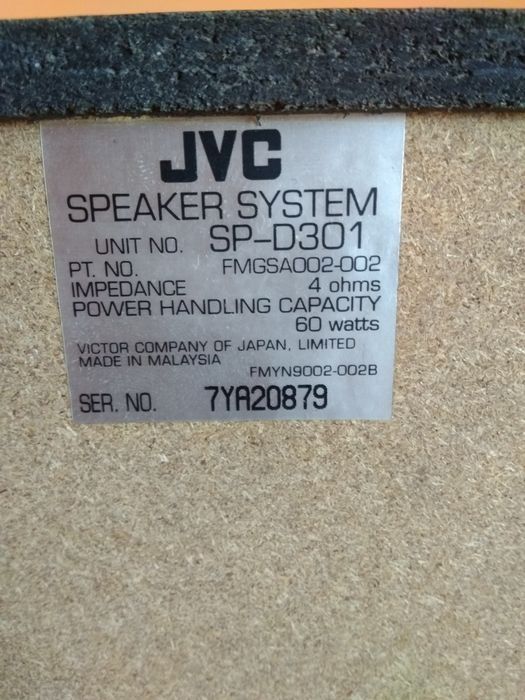 JVC
SPEAKER SYSTEM
UNIT NO. SP-D301
PT. NO. FMGSA002-002
IMPEDANCE 4 ohms
POWER HANDLING CAPACITY
60 watts
VICTOR COMPANY OF JAPAN, LIMITED
MADE IN MALAYSIA
FMYN9002-002B
SER. NO. 7YA20879